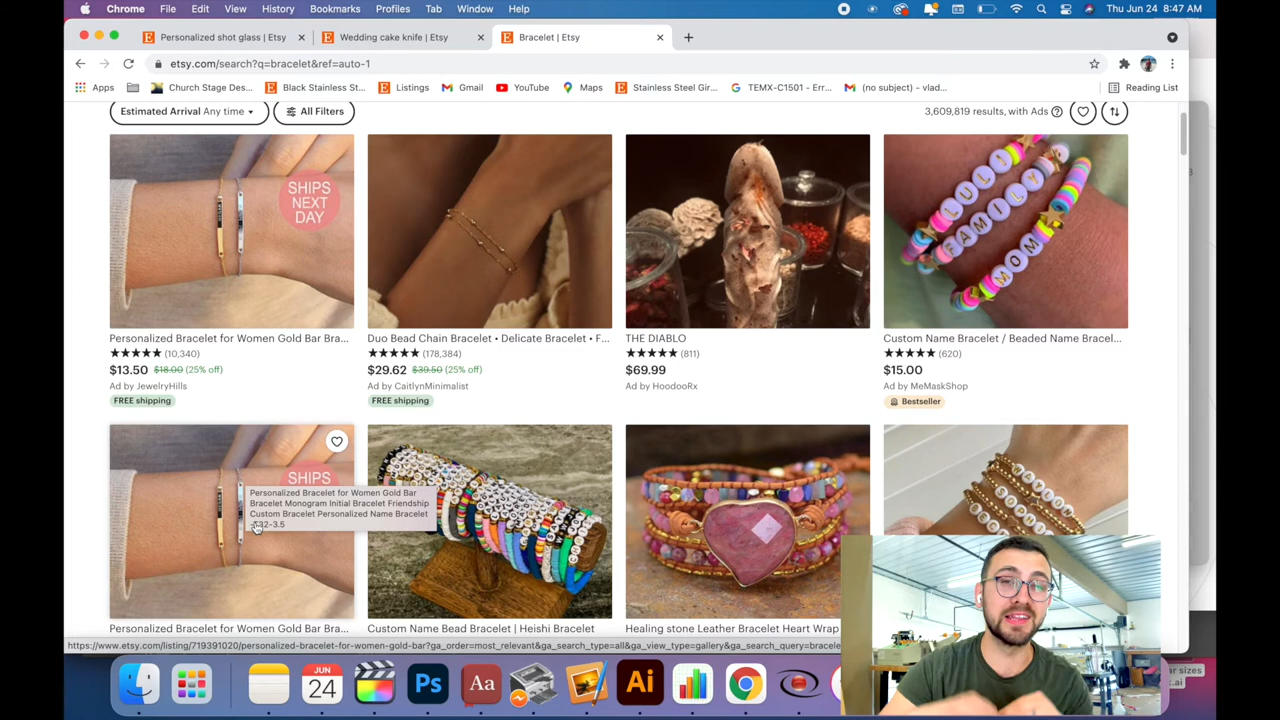 Chrome File Edit View History Bookmarks Profiles Tab Window Help Thu Jun 24 8:47 AM
Personalized shot glass | Etsy Wedding cake knife | Etsy Bracelet | Etsy
etsy.com/search?q=bracelet&ref=auto-1
Apps Church Stage Des... Black Stainless St... Listings Gmail YouTube Maps Stainless Steel Gir... TEMX-C1501 - Err... (no subject) - vlad... Reading List
Estimated Arrival Any time All Filters 3,609,819 results, with Ads
SHIPS
NEXT
DAY
LULI
FAMILY
MOM
Personalized Bracelet for Women Gold Bar Bra... Duo Bead Chain Bracelet • Delicate Bracelet • F... THE DIABLO Custom Name Bracelet / Beaded Name Bracel...
(10,340) (178,384) (811) (620)
$13.50 $18.00 (25% off) $29.62 $39.50 (25% off) $69.99 $15.00
Ad by JewelryHills Ad by CaitlynMinimalist Ad by HoodooRx Ad by MeMaskShop
FREE shipping FREE shipping Bestseller
SHIPS
Personalized Bracelet for Women Gold Bar
Bracelet Monogram Initial Bracelet Friendship
Custom Bracelet Personalized Name Bracelet
Personalized Bracelet for Women Gold Bar Bra... Custom Name Bead Bracelet | Heishi Bracelet Healing stone Leather Bracelet Heart Wrap
https://www.etsy.com/listing/719391020/personalized-bracelet-for-women-gold-bar?ga_order=most_relevant&ga_search_type=all&ga_view_type=gallery&ga_search_query=bracele
JUN
24
Ps
Aa
Ai
ar sizes
.ai